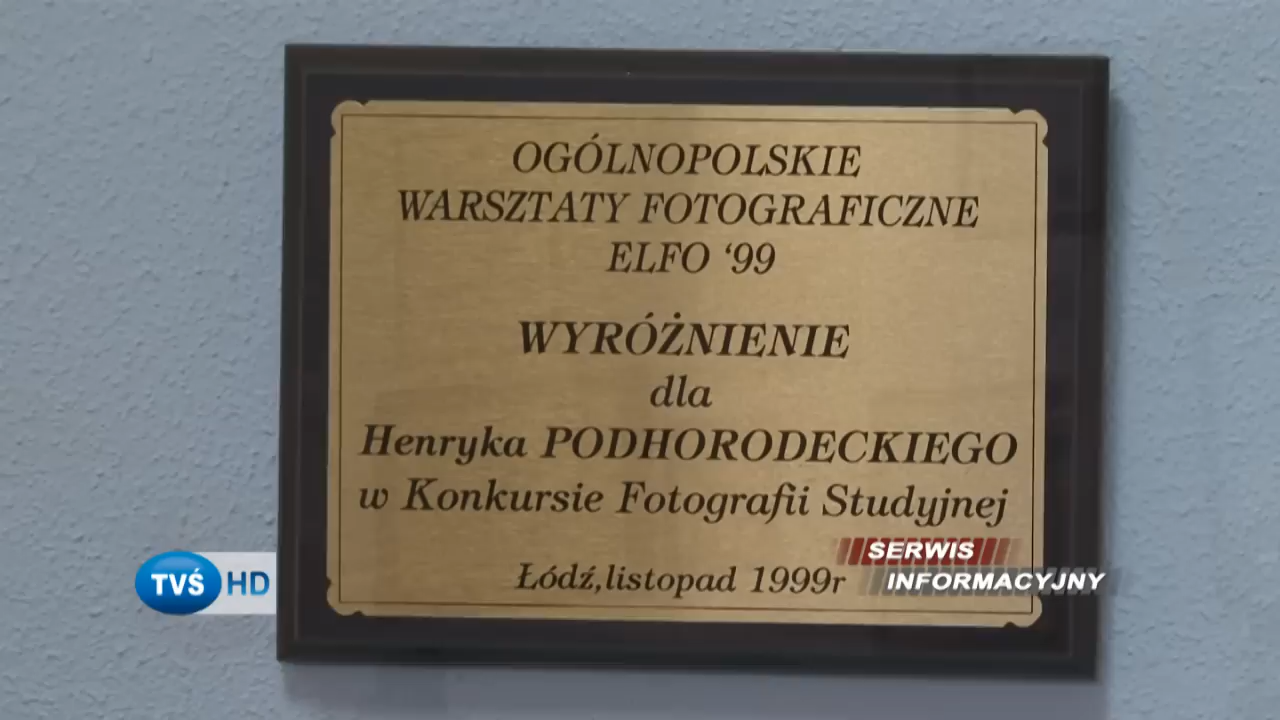 OGÓLNOPOLSKIE
WARSZTATY FOTOGRAFICZNE
ELFO ‘99
WYRÓŻNIENIE
dla
Henryka PODHORODECKIEGO
w Konkursie Fotografii Studyjnej
Łódź,listopad 1999r
TVŚ HD
SERWIS
INFORMACYJNY